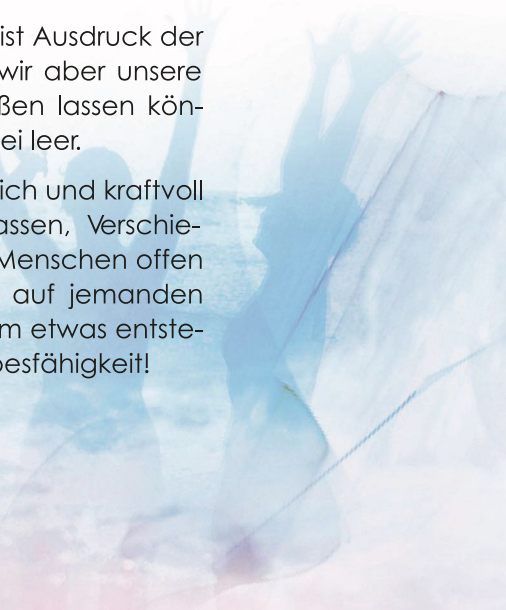 ist Ausdruck der
wir aber unsere
ßen lassen kön-
ei leer.
ich und kraftvoll
assen, Verschie-
Menschen offen
auf jemanden
m etwas entste-
besfähigkeit!